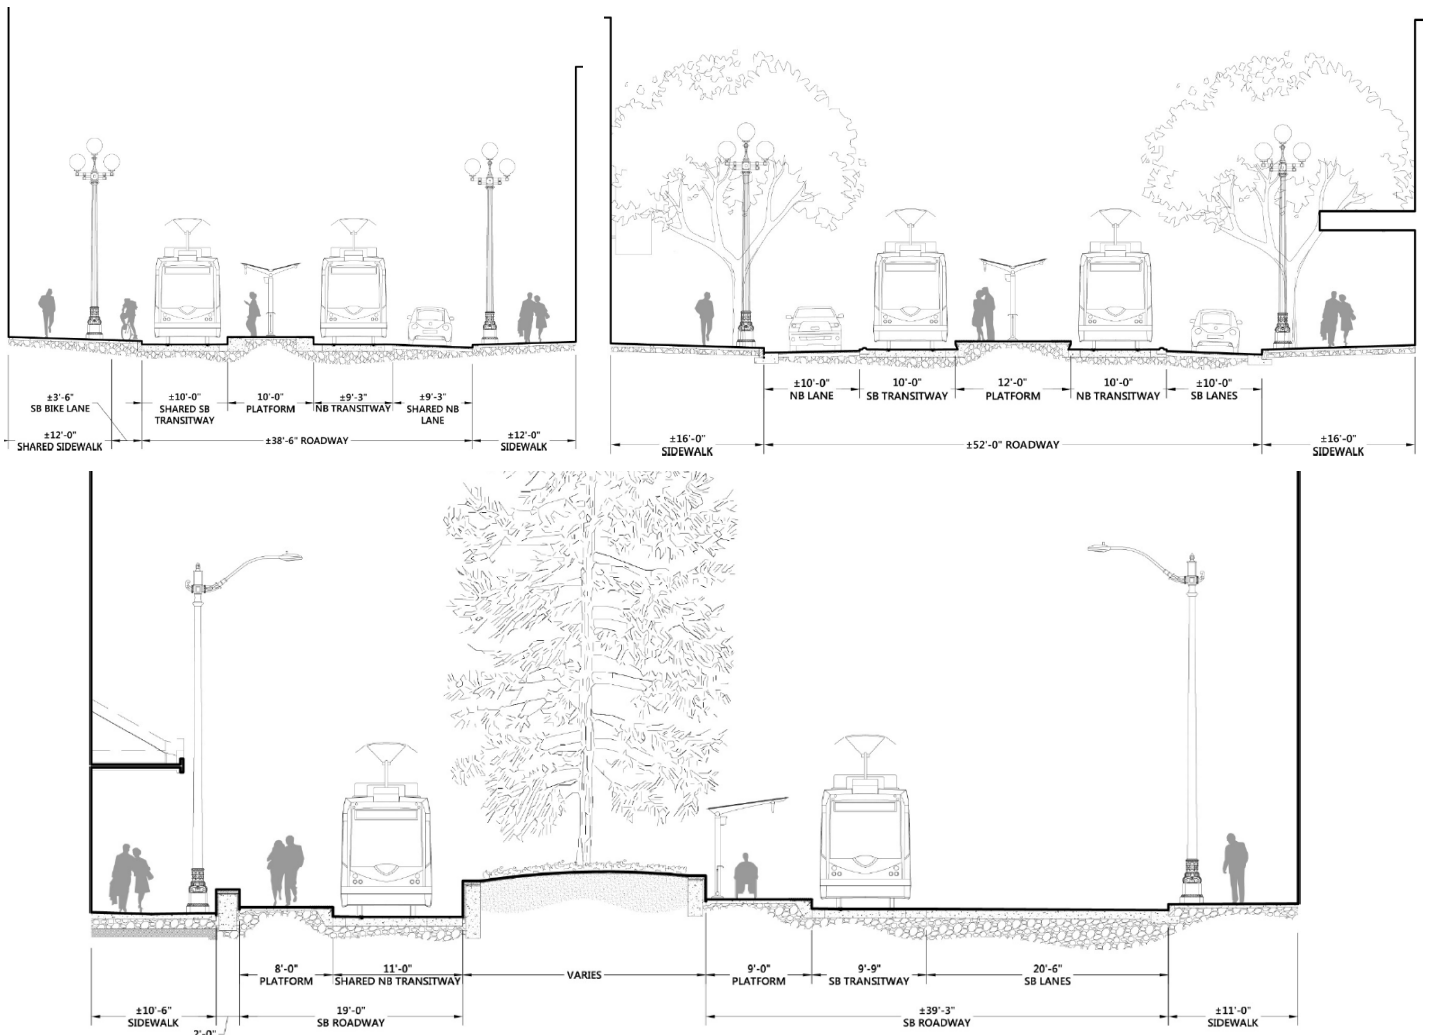 ±3'-6"
SB BIKE LANE
±10'-0"
SHARED SB
TRANSITWAY
10'-0"
PLATFORM
±9'-3"
NB TRANSITWAY
±9'-3"
SHARED NB
LANE
±12'-0"
SHARED SIDEWALK
±38'-6" ROADWAY
±12'-0"
SIDEWALK
±10'-0"
NB LANE
10'-0"
SB TRANSITWAY
12'-0"
PLATFORM
10'-0"
NB TRANSITWAY
±10'-0"
SB LANES
±16'-0"
SIDEWALK
±52'-0" ROADWAY
±16'-0"
SIDEWALK
8'-0"
PLATFORM
11'-0"
SHARED NB TRANSITWAY
VARIES
9'-0"
PLATFORM
9'-9"
SB TRANSITWAY
20'-6"
SB LANES
±10'-6"
SIDEWALK
2'-0"
19'-0"
SB ROADWAY
±39'-3"
SB ROADWAY
±11'-0"
SIDEWALK